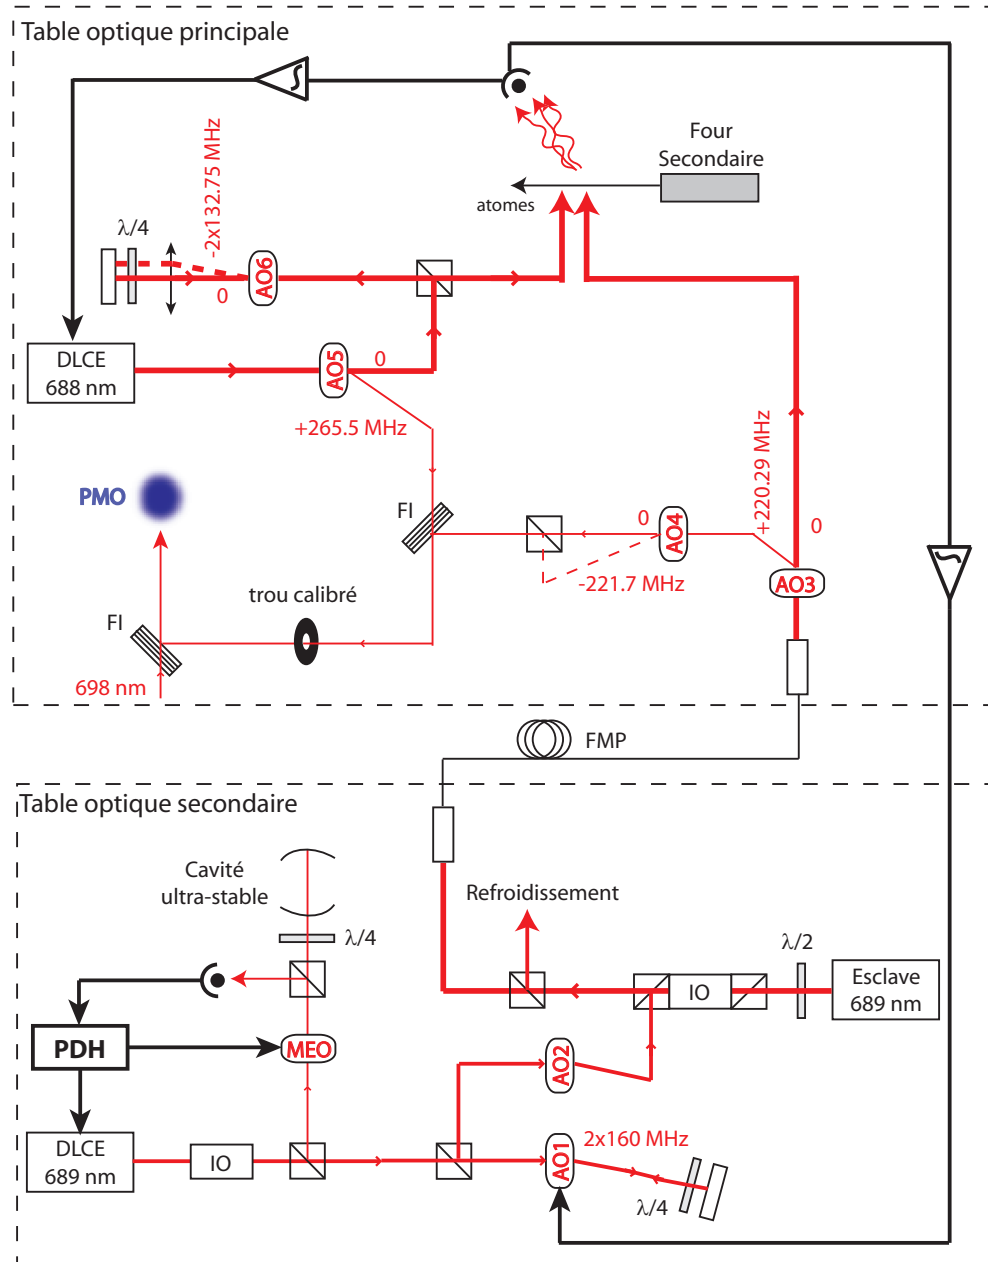 Table optique principale
Four
Secondaire
atomes
-2x132.75 MHz
λ/4
0
AO6
DLCE
688 nm
AO5
0
+265.5 MHz
+220.29 MHz
PMO
FI
0
AO4
0
-221.7 MHz
AO3
trou calibré
FI
698 nm
FMP
Table optique secondaire
Cavité
ultra-stable
λ/4
Refroidissement
λ/2
IO
Esclave
689 nm
PDH
MEO
AO2
DLCE
689 nm
IO
AO1
2x160 MHz
λ/4